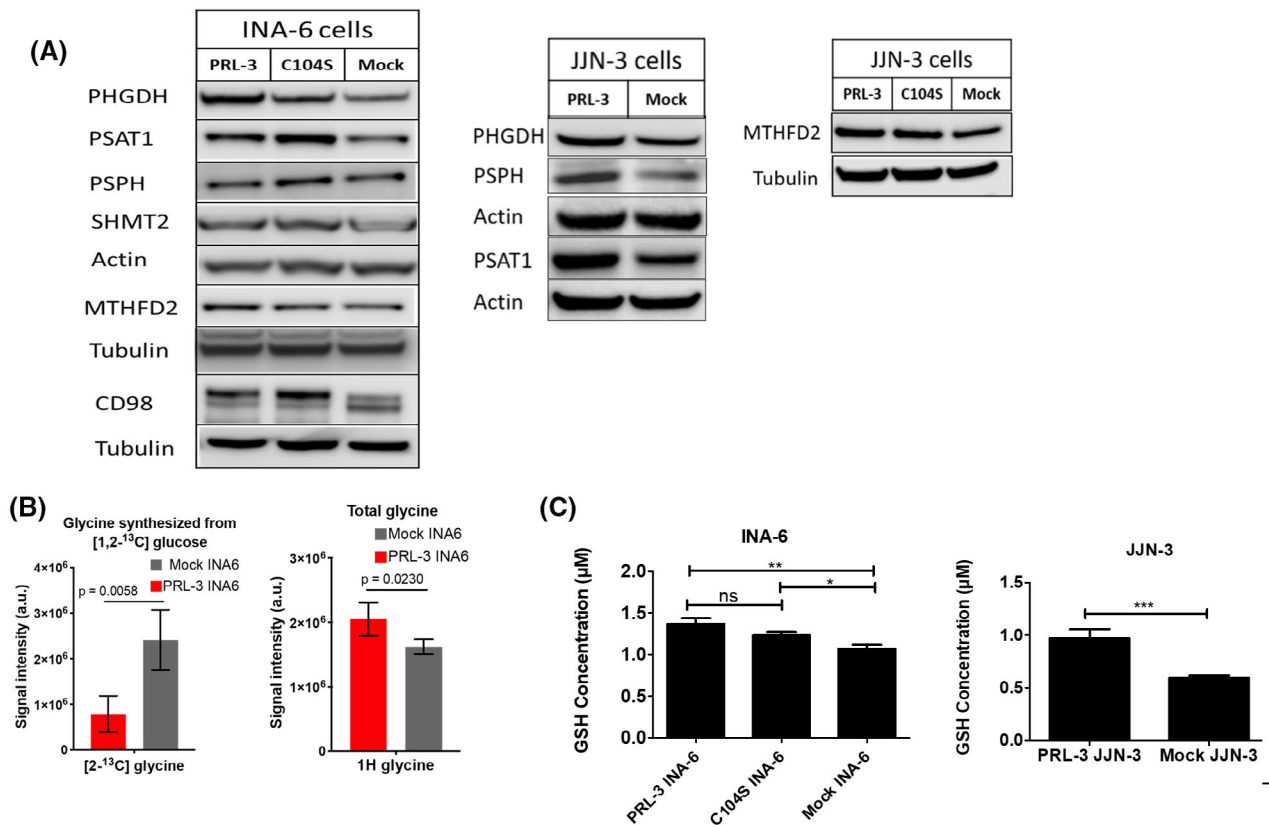 (A)
INA-6 cells
PRL-3 C104S Mock
PHGDH
PSAT1
PSPH
SHMT2
Actin
MTHFD2
Tubulin
CD98
Tubulin
JJN-3 cells
PRL-3 Mock
PHGDH
PSPH
Actin
PSAT1
Actin
JJN-3 cells
PRL-3 C104S Mock
MTHFD2
Tubulin
(B)
Glycine synthesized from
[1,2-¹³C] glucose
Mock INA6
PRL-3 INA6
p = 0.0058
Signal intensity (a.u.)
4×10⁶
3×10⁶
2×10⁶
1×10⁶
0
[2-¹³C] glycine
Total glycine
Mock INA6
PRL-3 INA6
p = 0.0230
Signal intensity (a.u.)
3×10⁶
2×10⁶
1×10⁶
0
1H glycine
(C)
INA-6
GSH Concentration (µM)
2.0
1.5
1.0
0.5
0.0
**
*
ns
PRL-3 INA-6
C104S INA-6
Mock INA-6
JJN-3
GSH Concentration (µM)
1.5
1.0
0.5
0.0
***
PRL-3 JJN-3 Mock JJN-3